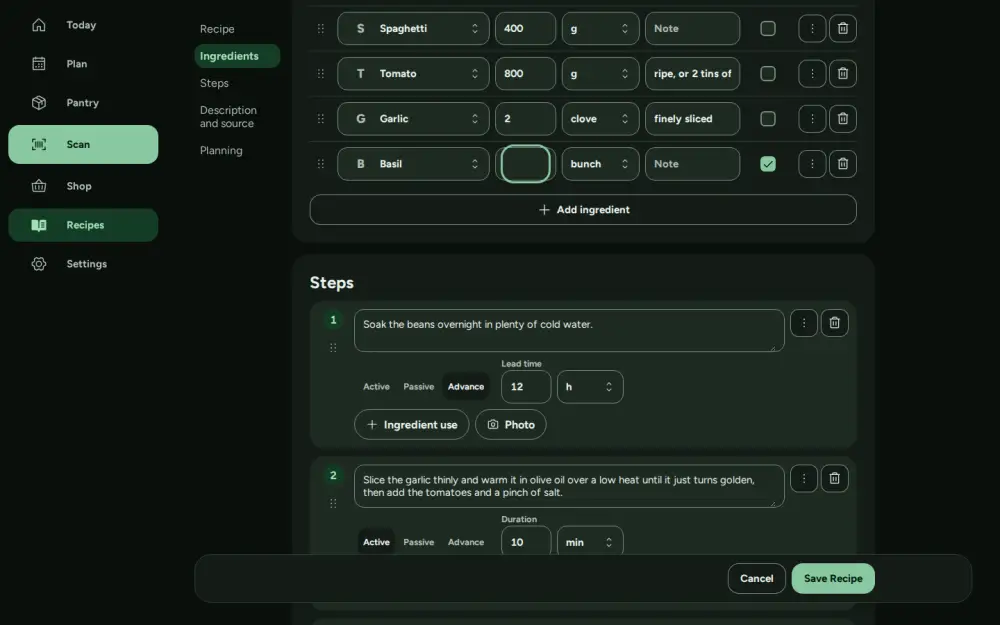 Today
Plan
Pantry
Scan
Shop
Recipes
Settings
Recipe
Ingredients
Steps
Description
and source
Planning
S Spaghetti 400 g Note
T Tomato 800 g ripe, or 2 tins of
G Garlic 2 clove finely sliced
B Basil bunch Note
Add ingredient
Steps
1 Soak the beans overnight in plenty of cold water.
Lead time
Active Passive Advance 12 h
Ingredient use Photo
2 Slice the garlic thinly and warm it in olive oil over a low heat until it just turns golden,
then add the tomatoes and a pinch of salt.
Duration
Active Passive Advance 10 min
Cancel Save Recipe